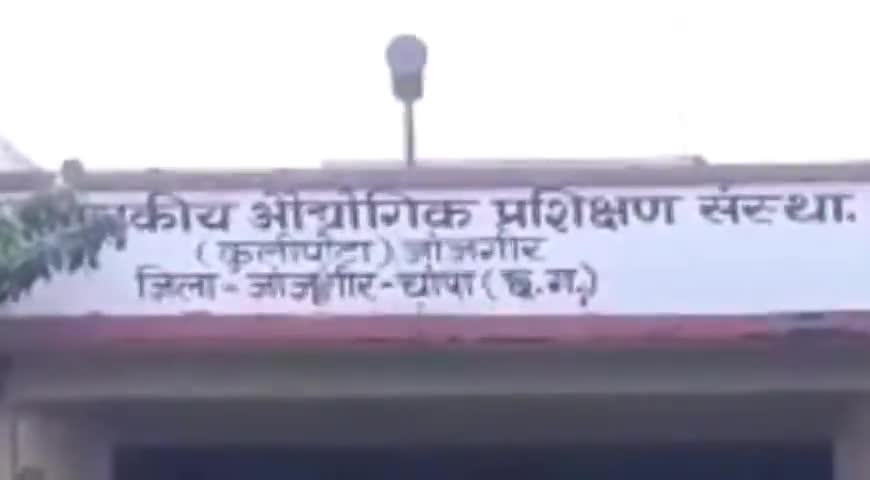 औद्योगिक प्रशिक्षण संस्था.
(कुलीपोटा) जांजगीर
जिला-जांजगीर-चांपा (छ.ग.)